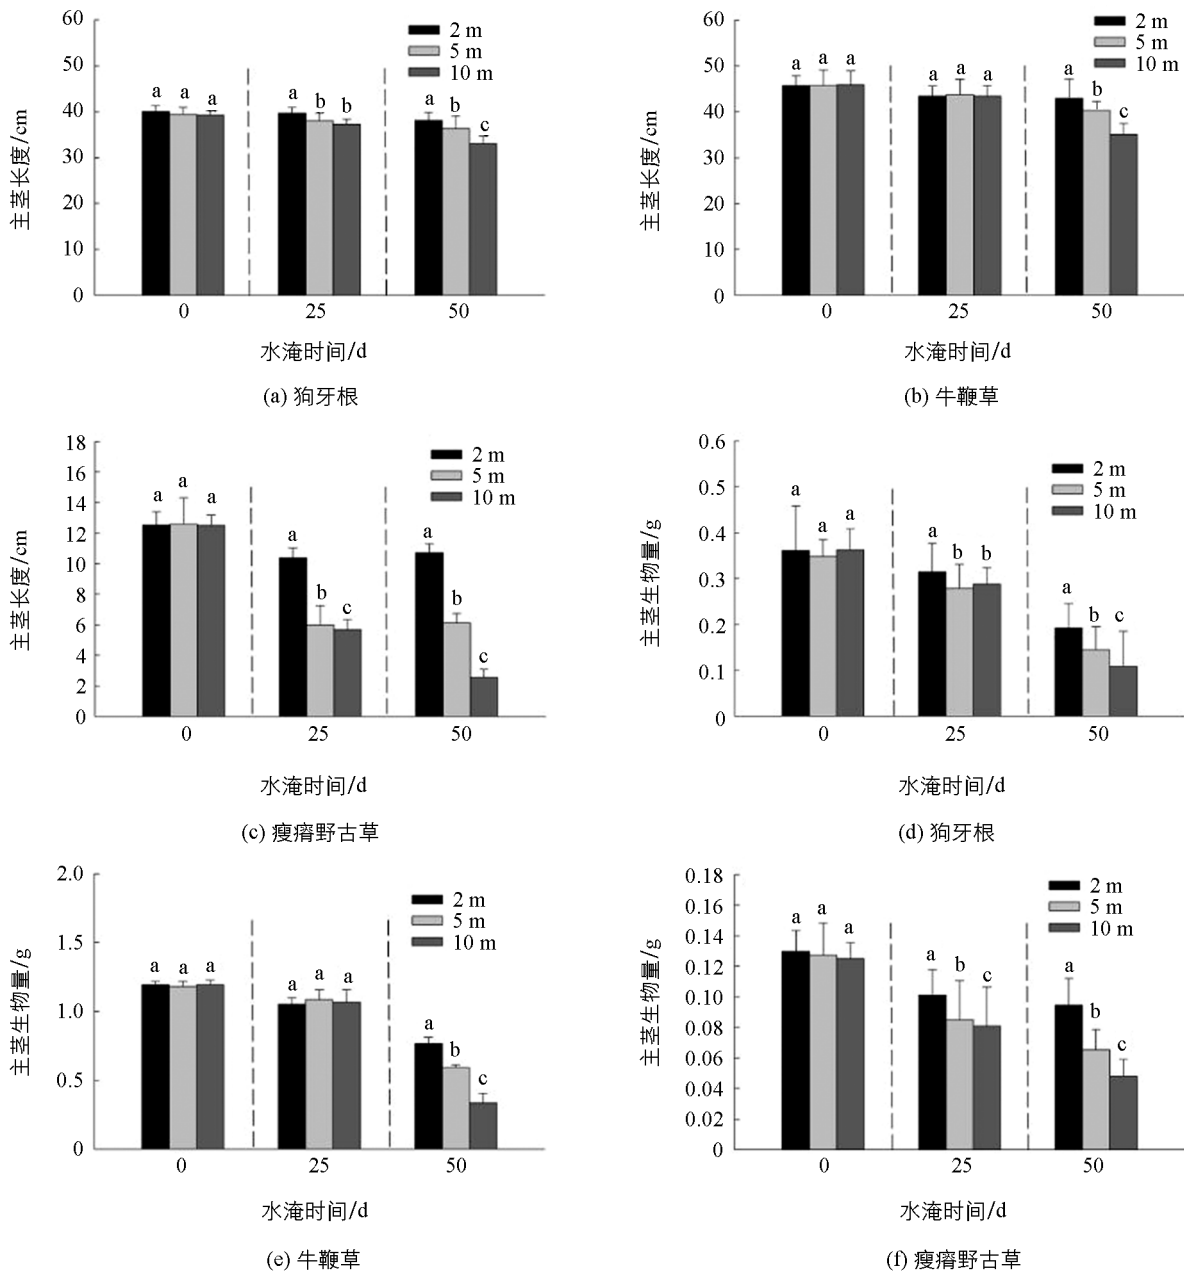 60
50
40
30
20
10
0
主茎长度/cm
2 m
5 m
10 m
a a a
a b b
a b c
0 25 50
水淹时间/d
(a) 狗牙根
60
50
40
30
20
10
0
主茎长度/cm
2 m
5 m
10 m
a a a
a a a
a b c
0 25 50
水淹时间/d
(b) 牛鞭草
18
16
14
12
10
8
6
4
2
0
主茎长度/cm
2 m
5 m
10 m
a a a
a b c
a b c
0 25 50
水淹时间/d
(c) 瘦瘠野古草
0.6
0.5
0.4
0.3
0.2
0.1
0
主茎生物量/g
2 m
5 m
10 m
a a a
a b b
a b c
0 25 50
水淹时间/d
(d) 狗牙根
2.0
1.5
1.0
0.5
0
主茎生物量/g
2 m
5 m
10 m
a a a
a a a
a b c
0 25 50
水淹时间/d
(e) 牛鞭草
0.18
0.16
0.14
0.12
0.10
0.08
0.06
0.04
0.02
0
主茎生物量/g
2 m
5 m
10 m
a a a
a b c
a b c
0 25 50
水淹时间/d
(f) 瘦瘠野古草